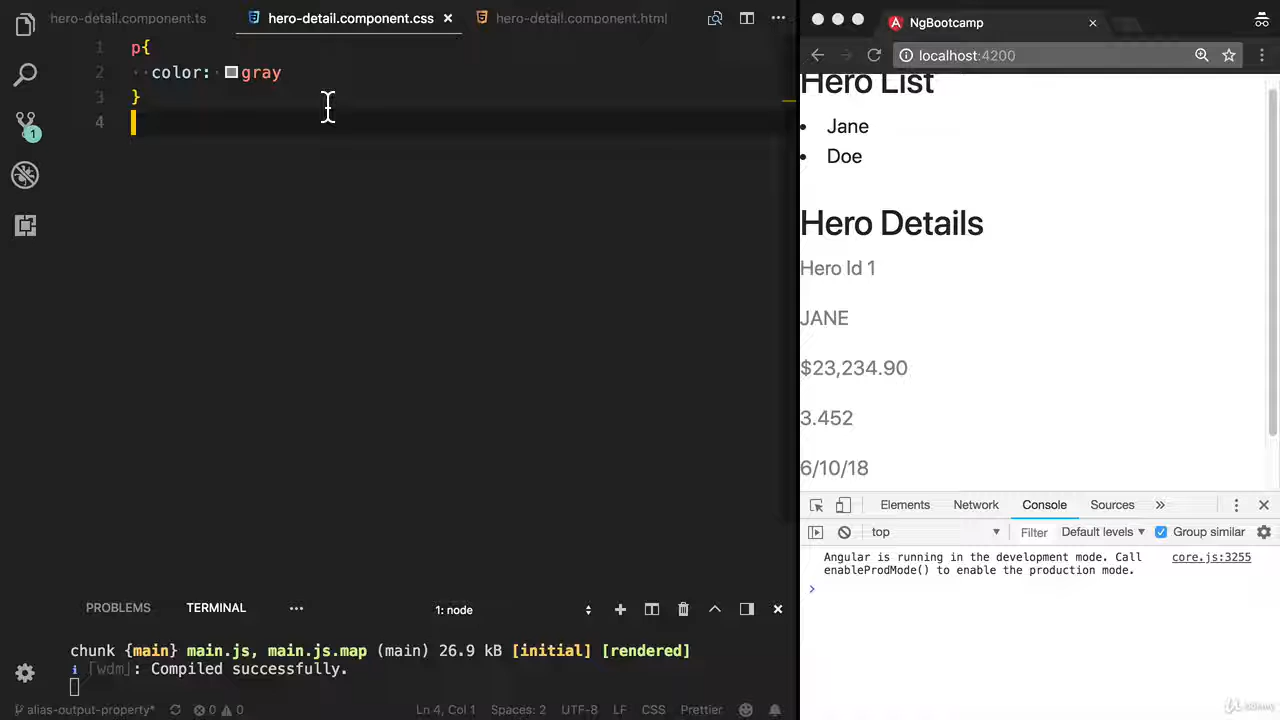 hero-detail.component.ts hero-detail.component.css hero-detail.component.html
1 p{
2 color: gray
3 }
4
1
NgBootcamp
localhost:4200
Hero List
Jane
Doe
Hero Details
Hero Id 1
JANE
$23,234.90
3.452
6/10/18
Elements Network Console Sources »
top Filter Default levels Group similar
Angular is running in the development mode. Call core.js:3255
enableProdMode() to enable the production mode.
PROBLEMS TERMINAL 1: node
chunk {main} main.js, main.js.map (main) 26.9 kB [initial] [rendered]
ℹ ｢wdm｣: Compiled successfully.
alias-output-property* 0 0 Ln 4, Col 1 Spaces: 2 UTF-8 LF CSS Prettier
Udemy